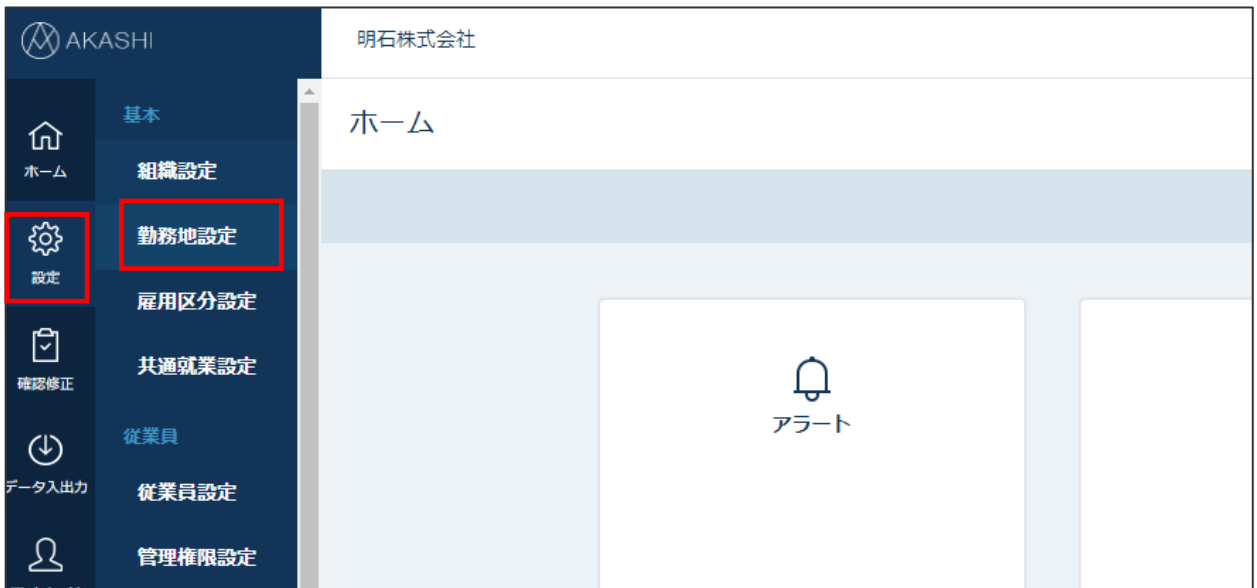 AKASHI
明石株式会社
ホーム
設定
確認修正
データ入出力
基本
組織設定
勤務地設定
雇用区分設定
共通就業設定
従業員
従業員設定
管理権限設定
ホーム
アラート